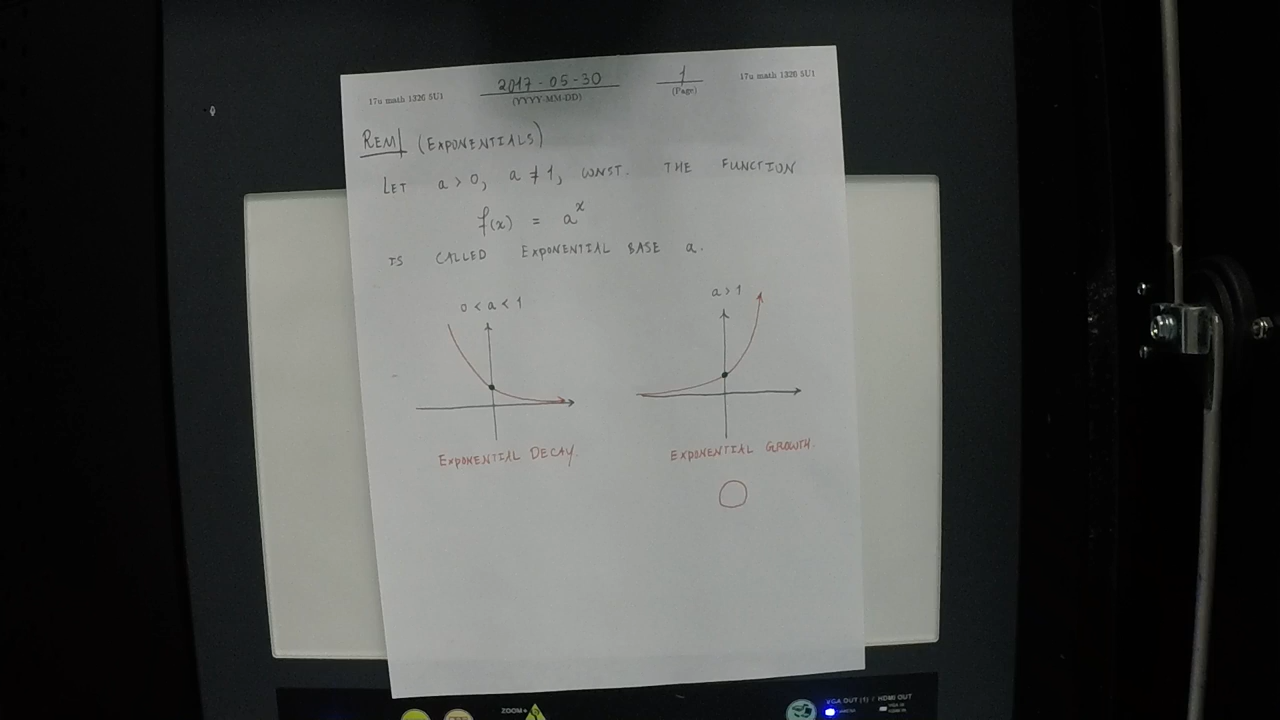 17u math 1320 5U1
2017-05-30
(YYYY-MM-DD)
1
(Page)
17u math 1320 5U1
REM (EXPONENTIALS)
LET a > 0, a ≠ 1, CONST. THE FUNCTION
f(x) = a^x
IS CALLED EXPONENTIAL BASE a.
0 < a < 1
a > 1
EXPONENTIAL DECAY.
EXPONENTIAL GROWTH.
ZOOM+
VGA OUT (1) / HDMI OUT